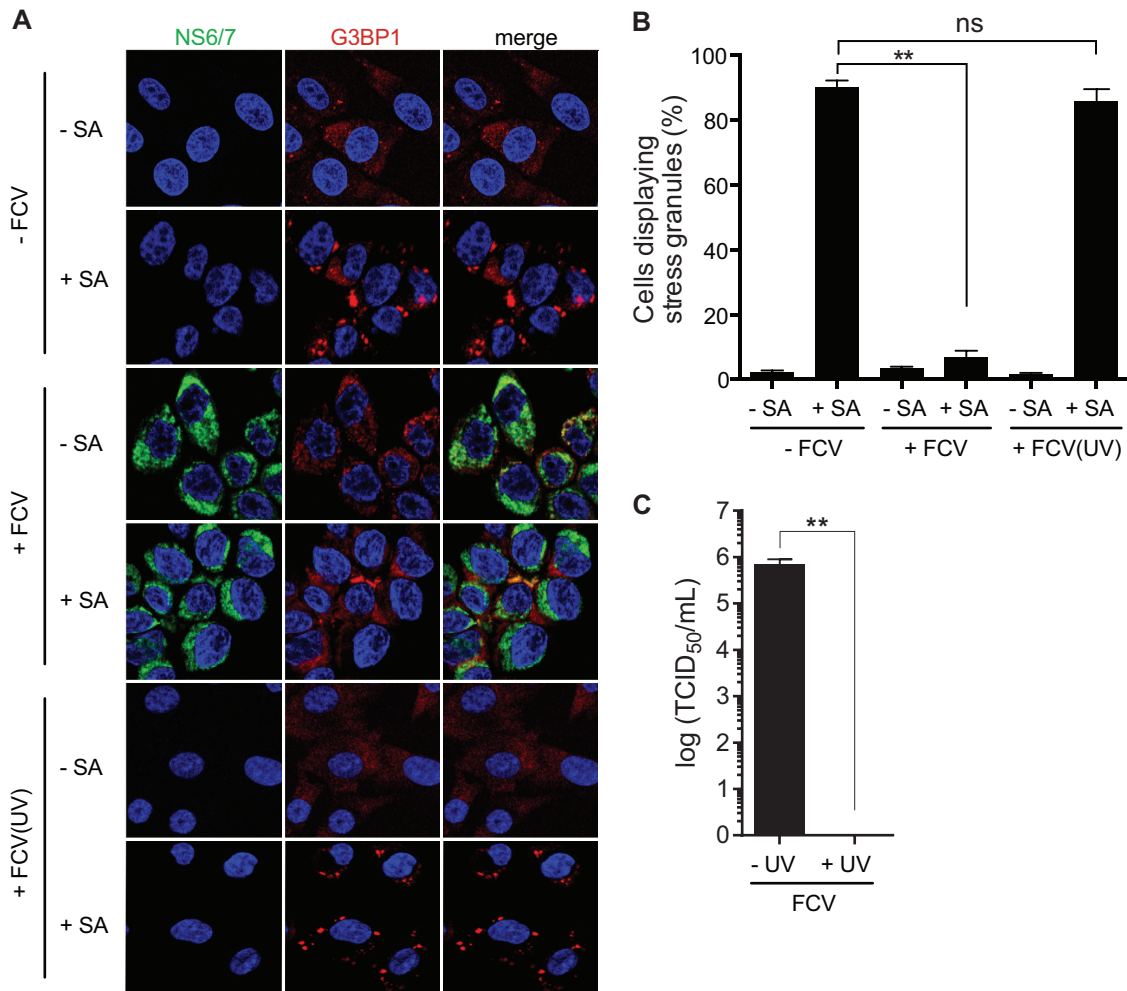 A
NS6/7 G3BP1 merge
- FCV
- SA
+ SA
+ FCV
- SA
+ SA
+ FCV(UV)
- SA
+ SA
B
Cells displaying
stress granules (%)
100
80
60
40
20
0
ns
**
- SA + SA - SA + SA - SA + SA
- FCV + FCV + FCV(UV)
C
log (TCID50/mL)
7
6
5
4
3
2
1
0
**
- UV + UV
FCV